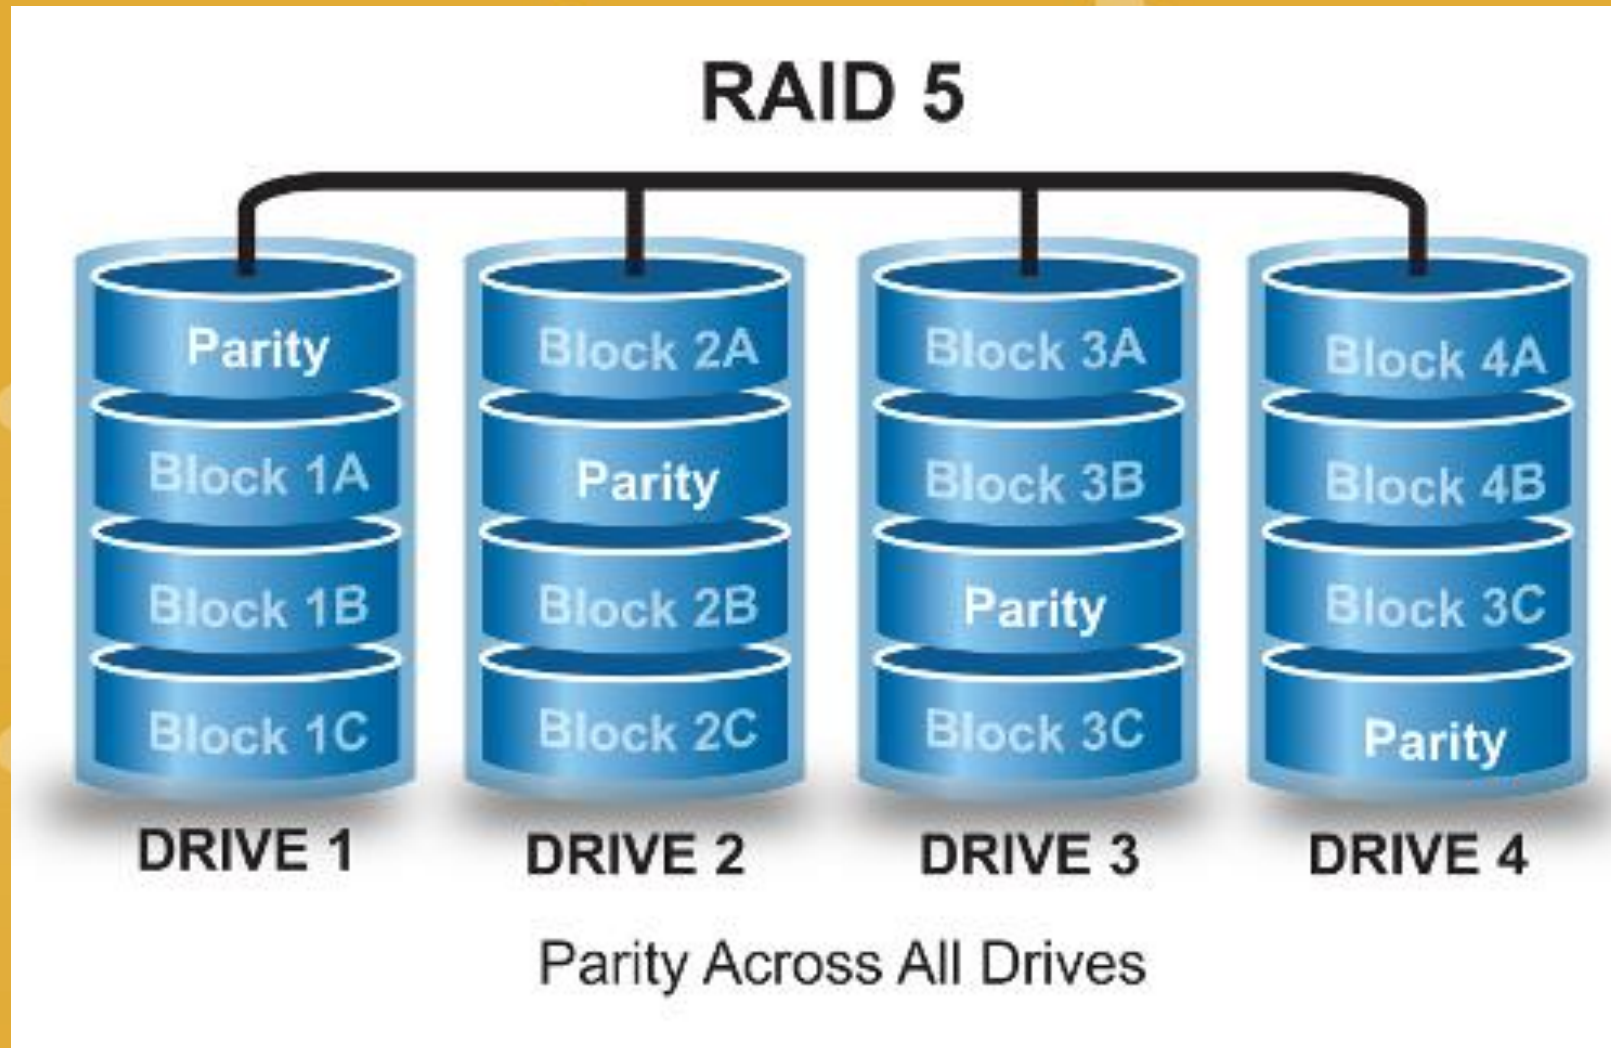 RAID 5
Parity Block 2A Block 3A Block 4A
Block 1A Parity Block 3B Block 4B
Block 1B Block 2B Parity Block 3C
Block 1C Block 2C Block 3C Parity
DRIVE 1 DRIVE 2 DRIVE 3 DRIVE 4
Parity Across All Drives